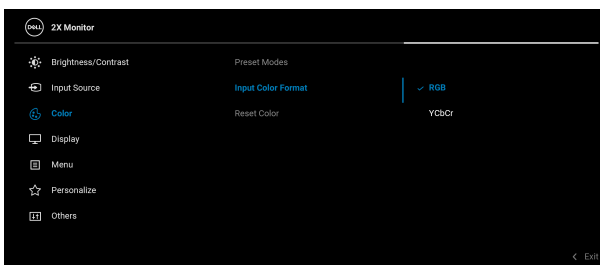 DELL 2X Monitor
Brightness/Contrast Preset Modes
Input Source Input Color Format RGB
Color Reset Color YCbCr
Display
Menu
Personalize
Others
Exit